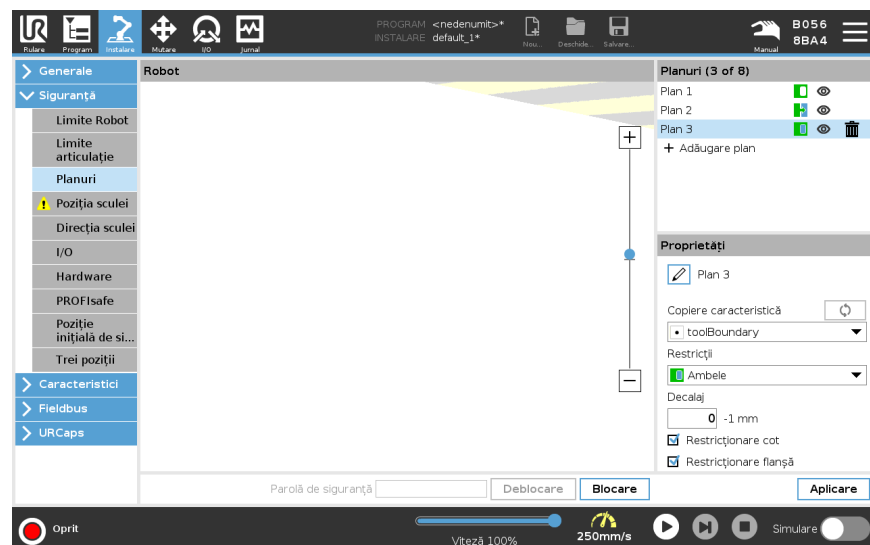 PROGRAM <nedenumit>*
INSTALARE default_1*
B056
8BA4
Rulare Program Instalare Mutare I/O Jurnal Nou... Deschide... Salvare... Manual
Generale
Siguranță
Limite Robot
Limite
articulație
Planuri
Poziția sculei
Direcția sculei
I/O
Hardware
PROFIsafe
Poziție
inițială de si...
Trei poziții
Caracteristici
Fieldbus
URCaps
Robot
Planuri (3 of 8)
Plan 1
Plan 2
Plan 3
+ Adăugare plan
Proprietăți
Plan 3
Copiere caracteristică
toolBoundary
Restricții
Ambele
Decalaj
0 -1 mm
Restricționare cot
Restricționare flanșă
Parolă de siguranță Deblocare Blocare Aplicare
Oprit
Viteză 100%
250mm/s
Simulare